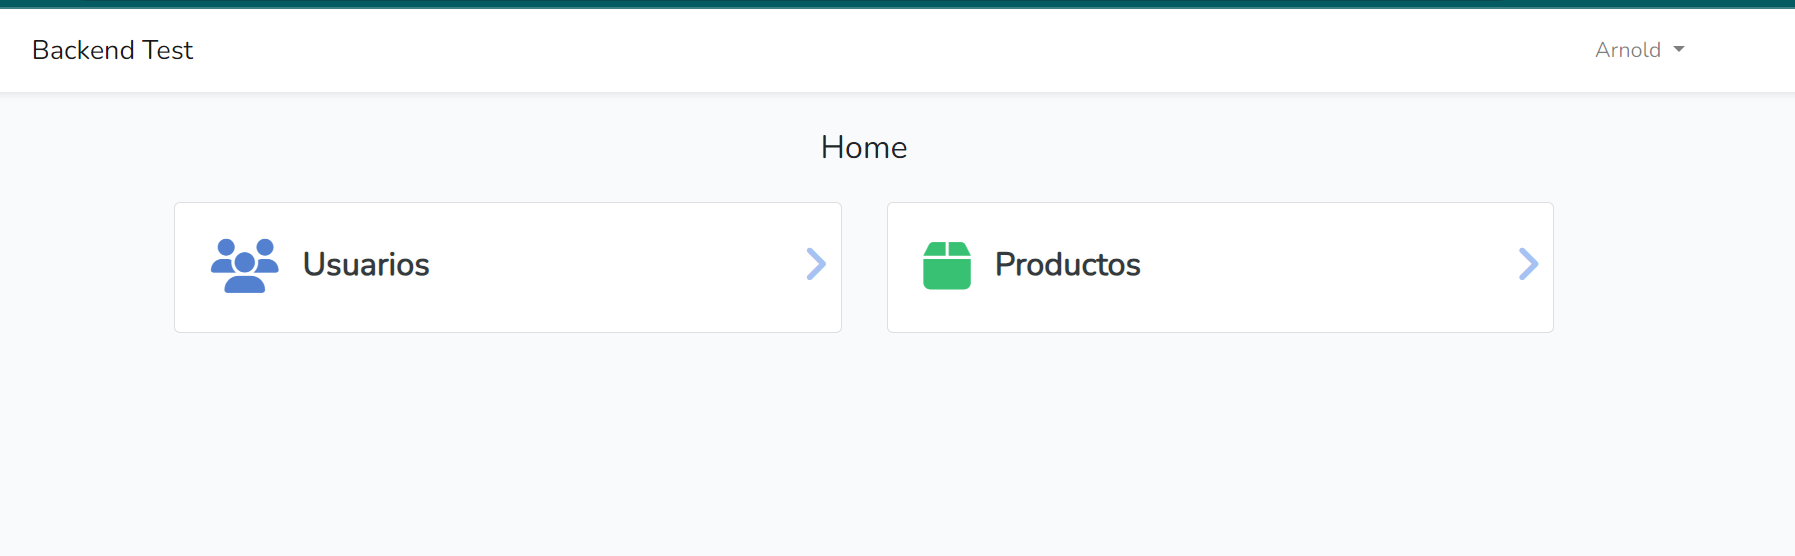 Backend Test
Arnold
Home
Usuarios
Productos